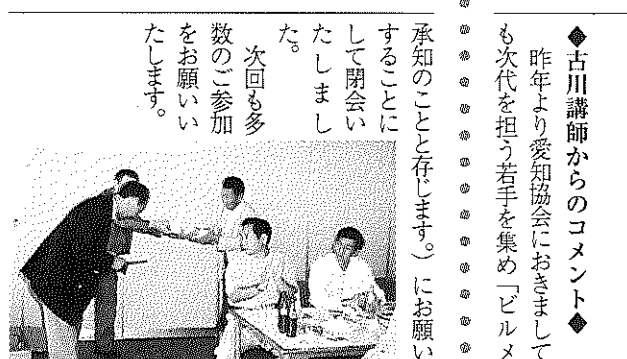 ◆古川講師からのコメント◆
昨年より愛知協会におきまして
も次代を担う若手を集め「ビルメ
承知のことと存じます。）にお願い
することに
して閉会い
たしまし
た。
次回も多
数のご参加
をお願いい
たします。